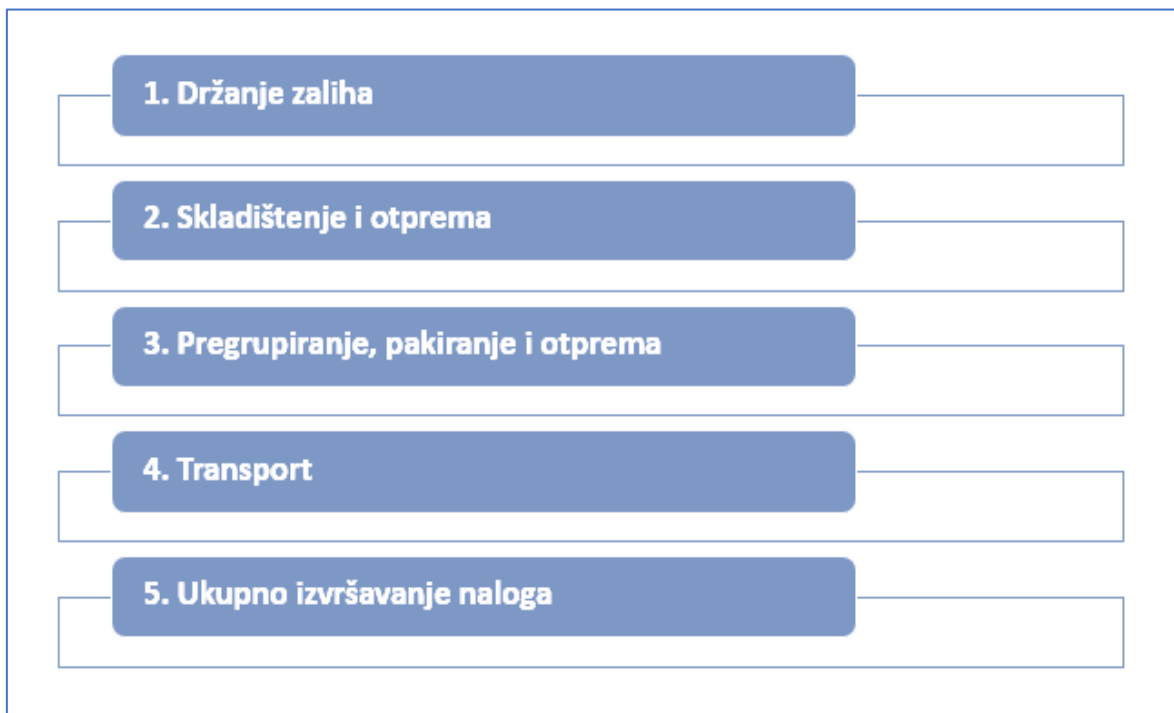 1. Držanje zaliha
2. Skladištenje i otprema
3. Pregrupiranje, pakiranje i otprema
4. Transport
5. Ukupno izvršavanje naloga